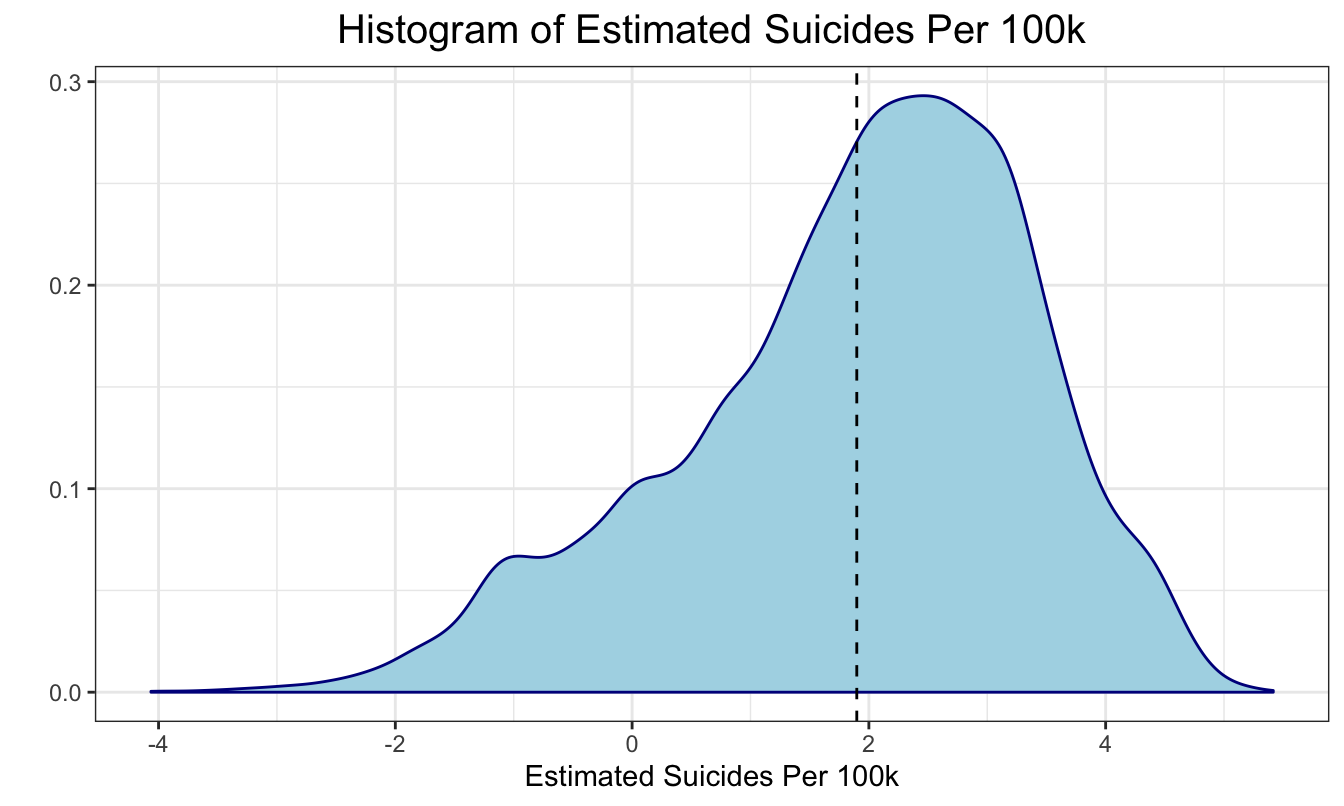 Histogram of Estimated Suicides Per 100k
0.3
0.2
0.1
0.0
-4 -2 0 2 4
Estimated Suicides Per 100k